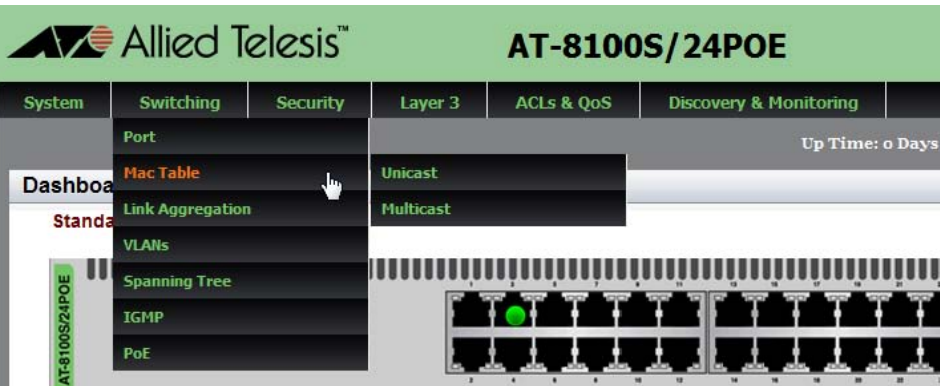 Allied Telesis™
AT-8100S/24POE
System Switching Security Layer 3 ACLs & QoS Discovery & Monitoring
Port
Up Time: 0 Days
Mac Table Unicast
Dashboa
Link Aggregation Multicast
Standa
VLANs
Spanning Tree
IGMP
PoE
AT-8100S/24POE